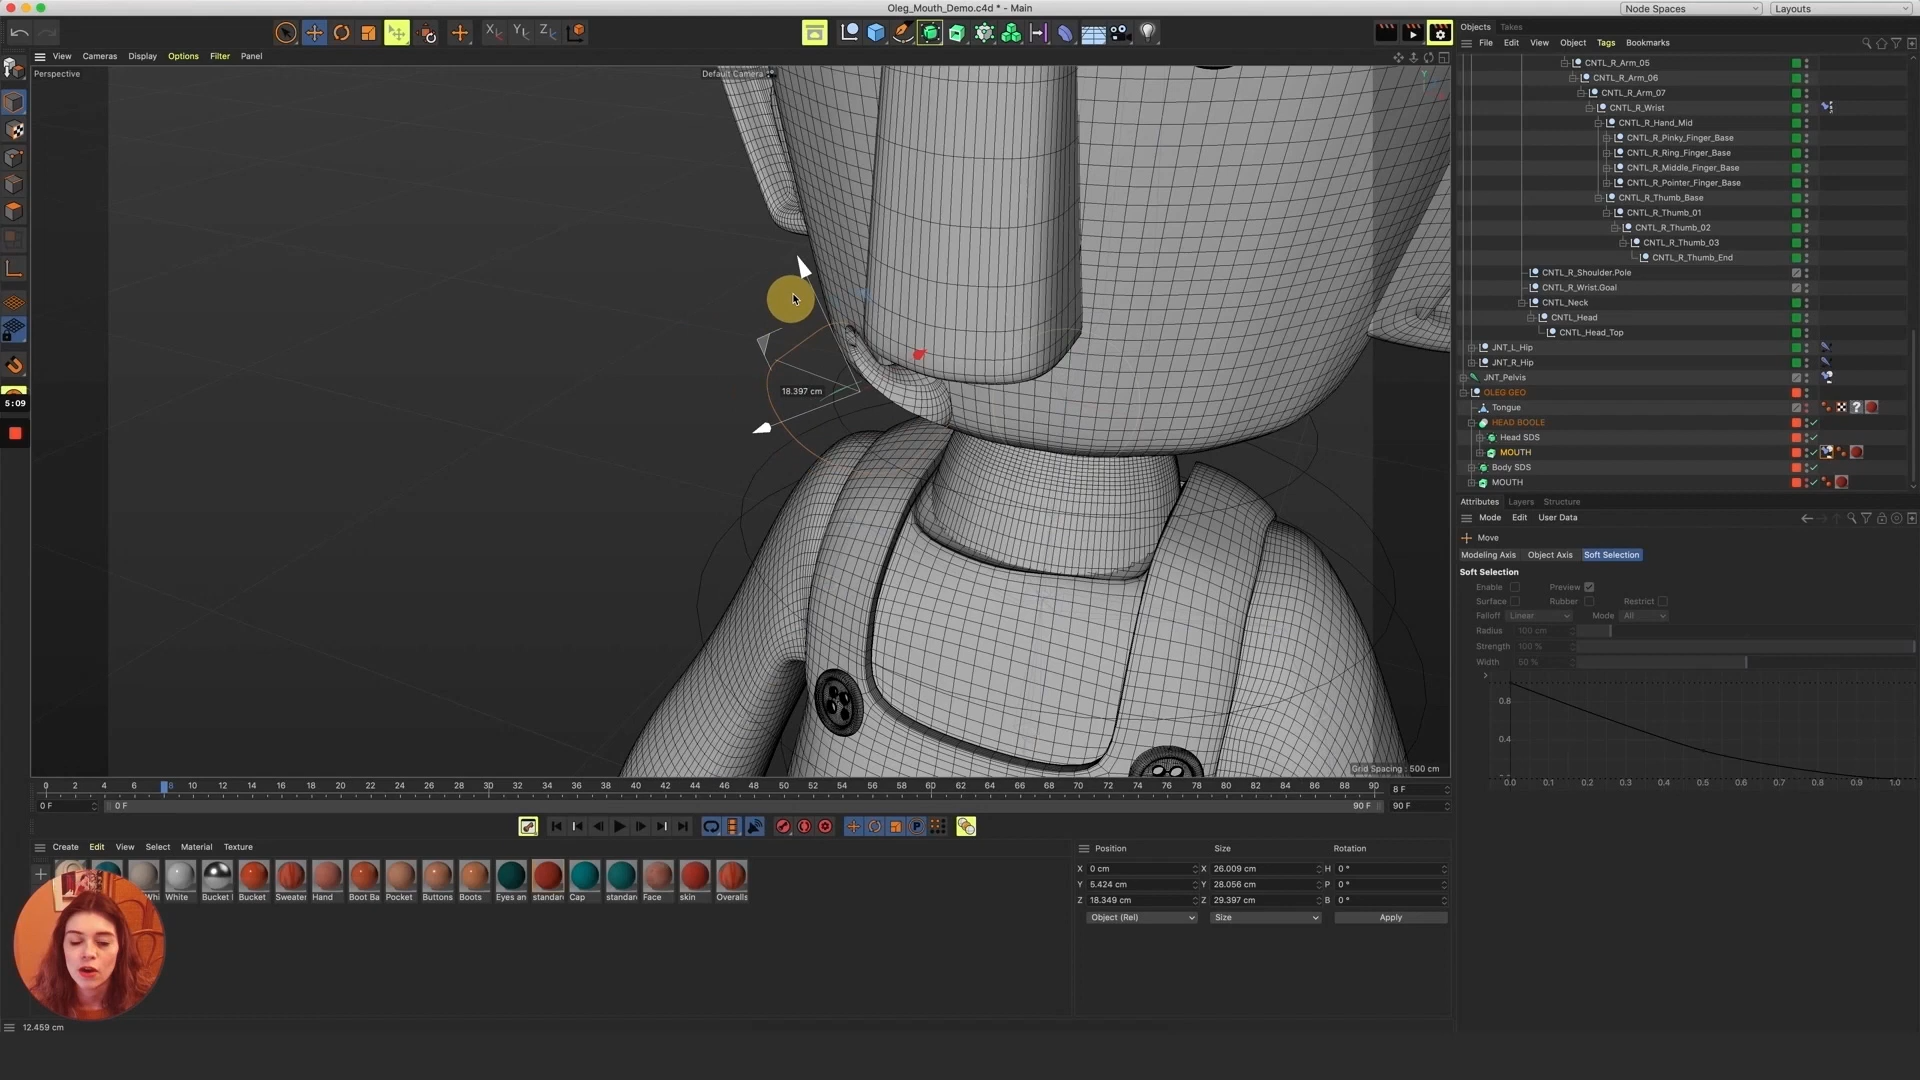 Oleg_Mouth_Demo.c4d * - Main
Node Spaces
Layouts
Objects Takes
File Edit View Object Tags Bookmarks
View Cameras Display Options Filter Panel
Perspective
Default Camera
CNTL_R_Arm_05
CNTL_R_Arm_06
CNTL_R_Arm_07
CNTL_R_Wrist
CNTL_R_Hand_Mid
CNTL_R_Pinky_Finger_Base
CNTL_R_Ring_Finger_Base
CNTL_R_Middle_Finger_Base
CNTL_R_Pointer_Finger_Base
CNTL_R_Thumb_Base
CNTL_R_Thumb_01
CNTL_R_Thumb_02
CNTL_R_Thumb_03
CNTL_R_Thumb_End
CNTL_R_Shoulder.Pole
CNTL_R_Wrist.Goal
CNTL_Neck
CNTL_Head
CNTL_Head_Top
JNT_L_Hip
JNT_R_Hip
JNT_Pelvis
OLEG GEO
Tongue
HEAD BOOLE
Head SDS
MOUTH
Body SDS
MOUTH
5:09
18.397 cm
Attributes Layers Structure
Mode Edit User Data
Move
Modeling Axis Object Axis Soft Selection
Soft Selection
Enable Preview
Surface Rubber Restrict
Falloff Linear Mode All
Radius 100 cm
Strength 100 %
Width 50 %
0.8
0.4
0.0 0.1 0.2 0.3 0.4 0.5 0.6 0.7 0.8 0.9 1.0
Grid Spacing : 500 cm
0 2 4 6 8 10 12 14 16 18 20 22 24 26 28 30 32 34 36 38 40 42 44 46 48 50 52 54 56 58 60 62 64 66 68 70 72 74 76 78 80 82 84 86 88 90
8 F
0 F 0 F 90 F 90 F
Create Edit View Select Material Texture
Whi White Bucket Bucket Sweater Hand Boot Ba Pocket Buttons Boots Eyes an standard Cap standan Face skin Overalls
Position Size Rotation
X 0 cm X 26.009 cm H 0 °
Y 5.424 cm Y 28.056 cm P 0 °
Z 18.349 cm Z 29.397 cm B 0 °
Object (Rel) Size Apply
12.459 cm
X Y Z